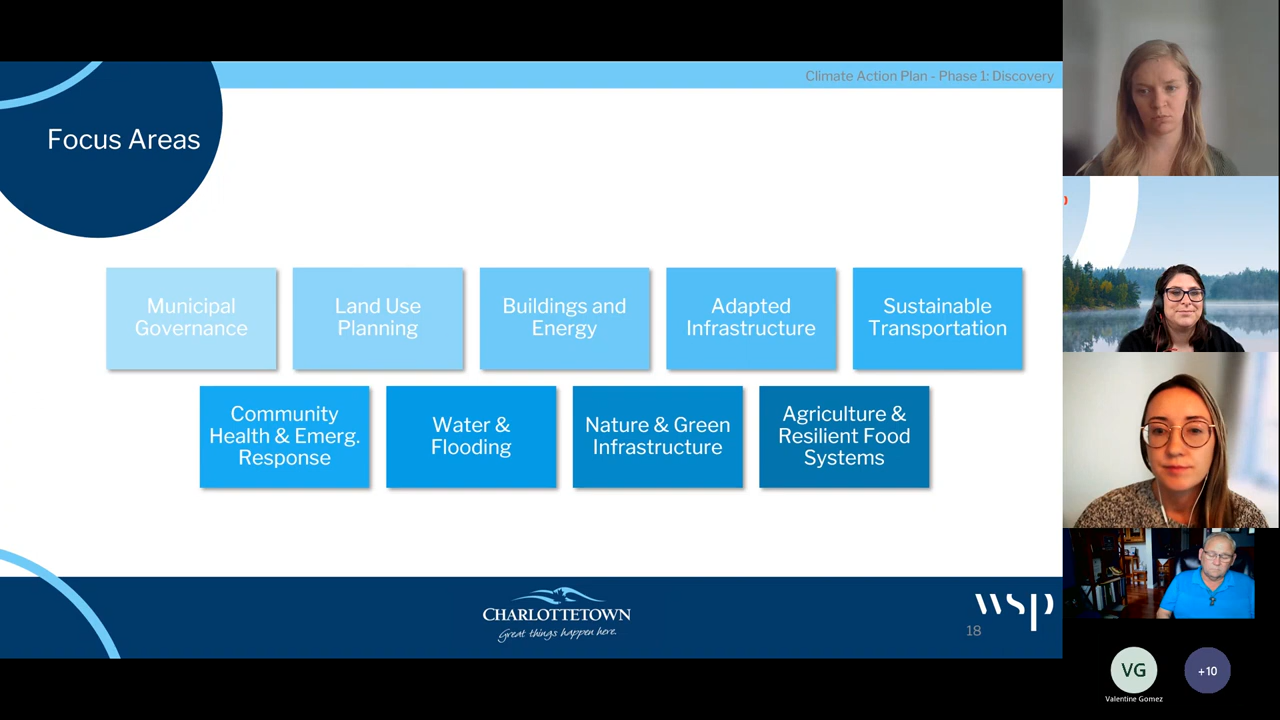 Climate Action Plan - Phase 1: Discovery
Focus Areas
Municipal
Governance
Land Use
Planning
Buildings and
Energy
Adapted
Infrastructure
Sustainable
Transportation
Community
Health & Emerg.
Response
Water &
Flooding
Nature & Green
Infrastructure
Agriculture &
Resilient Food
Systems
CHARLOTTETOWN
Great things happen here.
wsp
18
VG
+10
Valentine Gomez